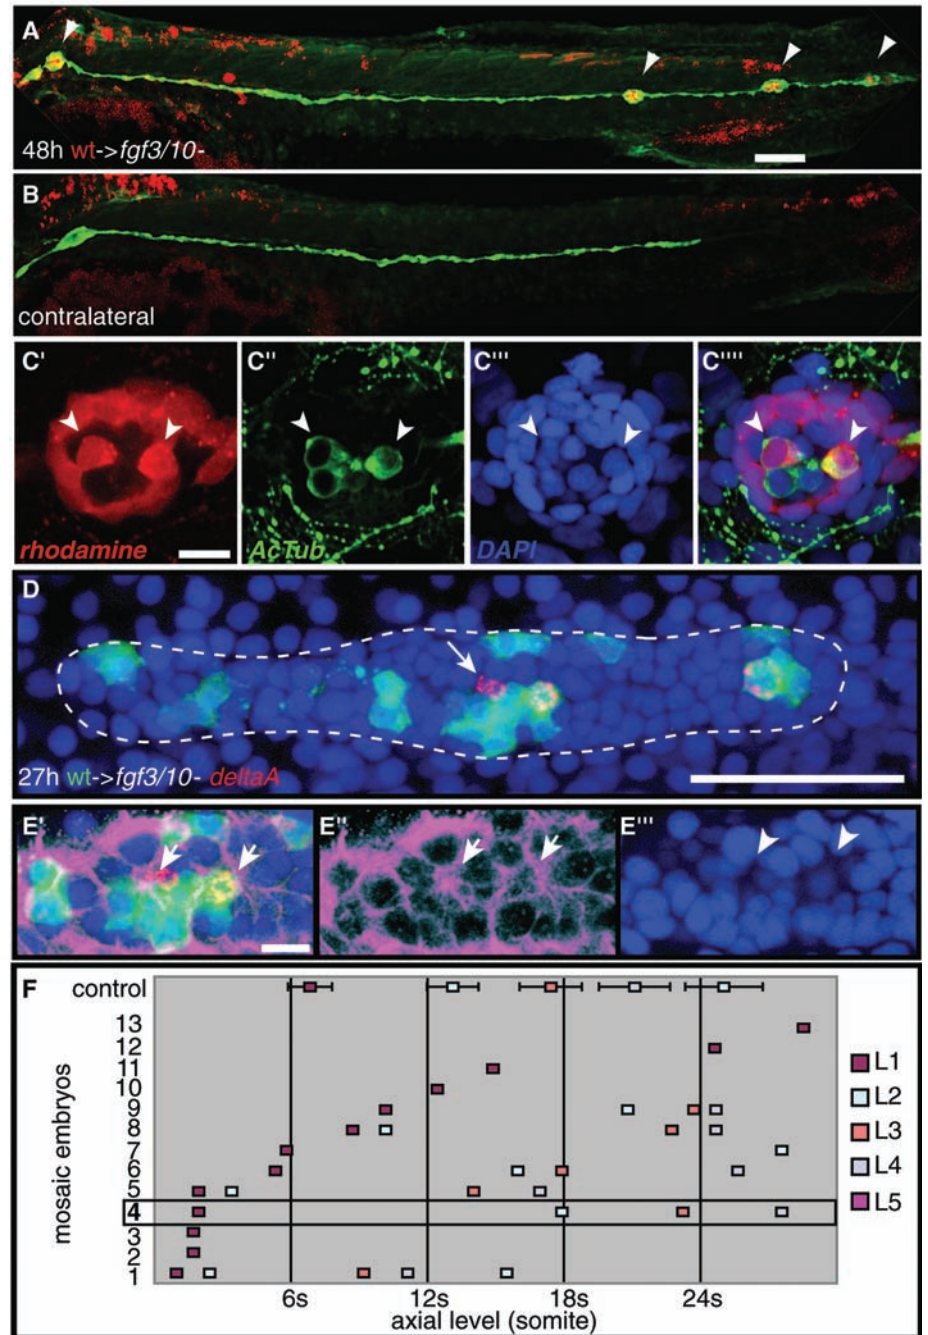 A
48h wt->fgf3/10-
B
contralateral
C'
rhodamine
C''
AcTub
C'''
DAPI
C''''
D
27h wt->fgf3/10- deltaA
E'
E''
E'''
F
control
13
12
11
10
9
8
7
6
5
4
3
2
1
mosaic embryos
6s
12s
18s
24s
axial level (somite)
L1
L2
L3
L4
L5